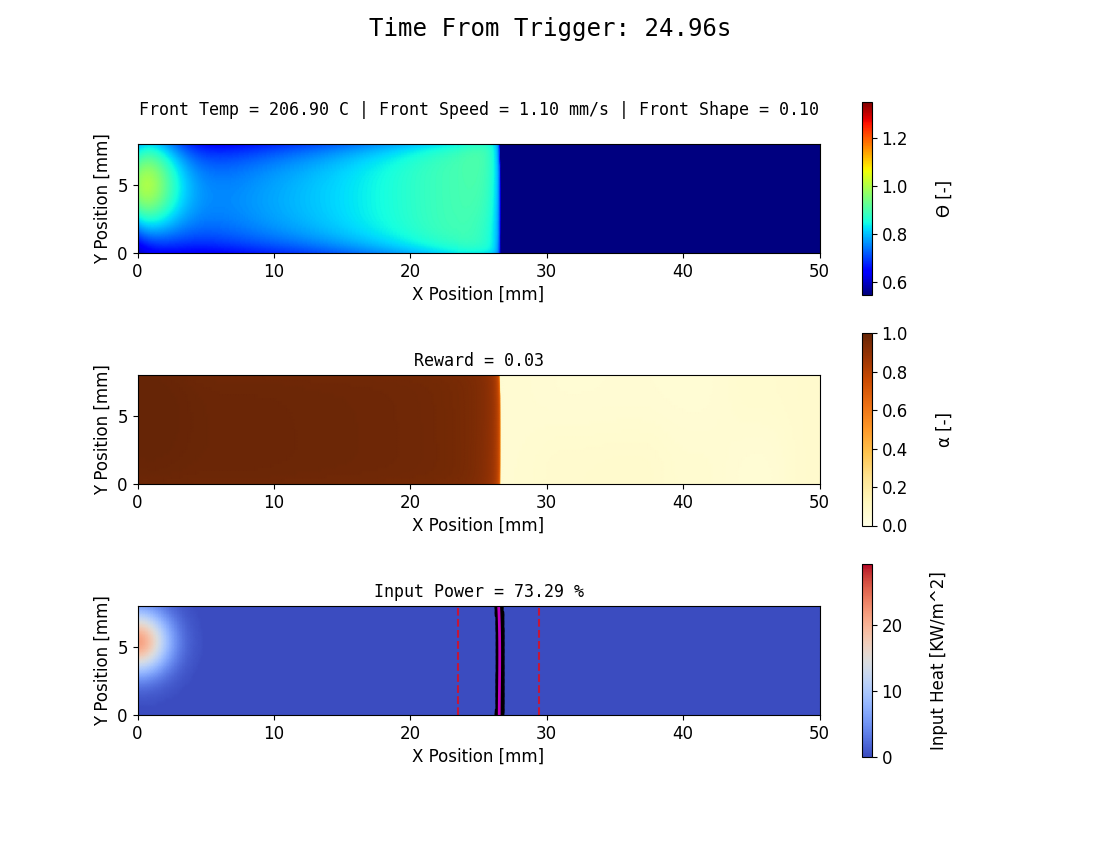 Time From Trigger: 24.96s
Front Temp = 206.90 C | Front Speed = 1.10 mm/s | Front Shape = 0.10
Y Position [mm]
5
0
0 10 20 30 40 50
X Position [mm]
1.2
1.0
0.8
0.6
Θ [-]
Reward = 0.03
Y Position [mm]
5
0
0 10 20 30 40 50
X Position [mm]
1.0
0.8
0.6
0.4
0.2
0.0
α [-]
Input Power = 73.29 %
Y Position [mm]
5
0
0 10 20 30 40 50
X Position [mm]
20
10
0
Input Heat [KW/m^2]